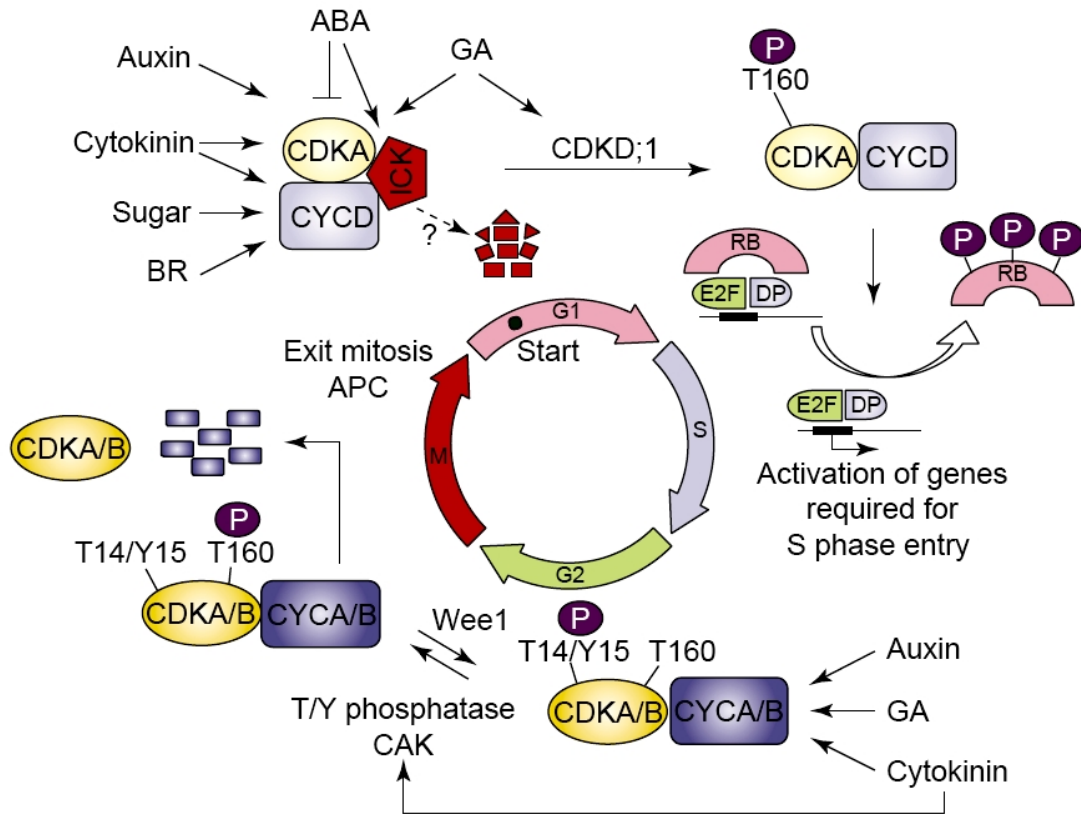 ABA
Auxin
GA
P
T160
Cytokinin
CDKA
ICK
CDKD;1
CDKA
CYCD
Sugar
CYCD
?
BR
RB
E2F
DP
P
P
P
RB
G1
Exit mitosis
APC
Start
S
M
G2
E2F
DP
Activation of genes
required for
S phase entry
CDKA/B
P
T14/Y15
T160
CDKA/B
CYCA/B
Wee1
T/Y phosphatase
CAK
P
T14/Y15
T160
CDKA/B
CYCA/B
Auxin
GA
Cytokinin